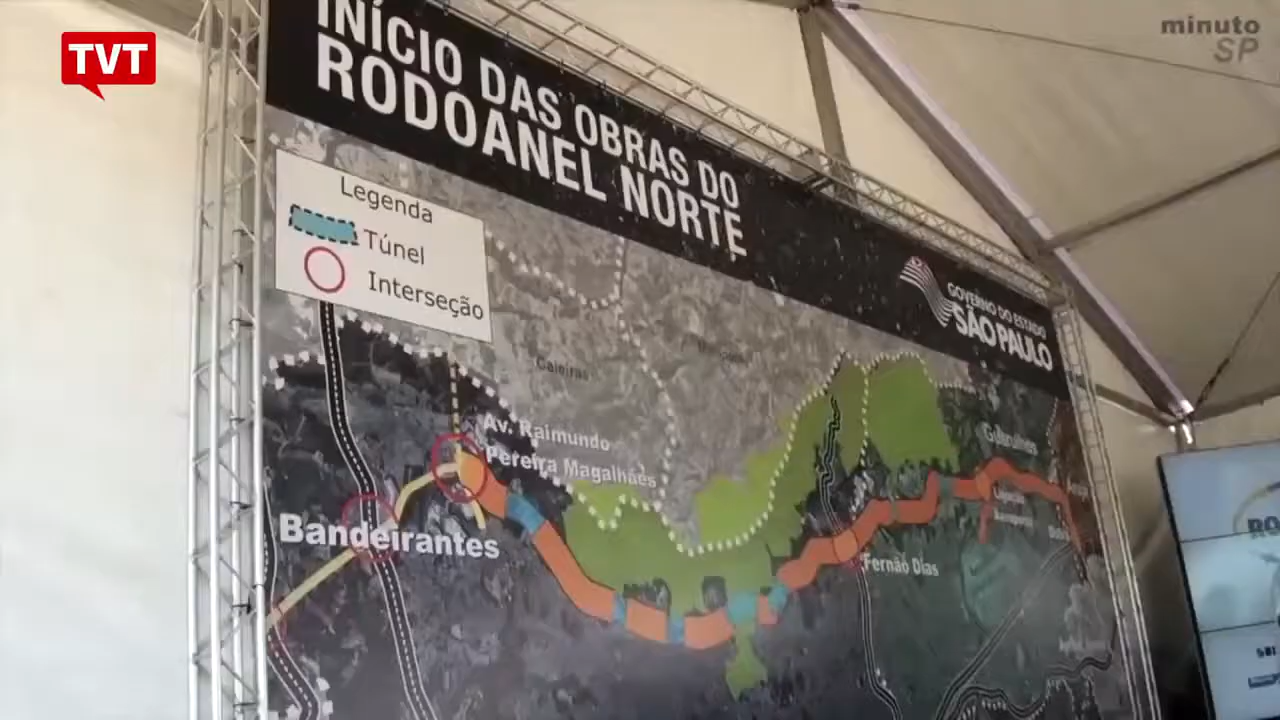 TVT
minuto
SP
INÍCIO DAS OBRAS DO
RODOANEL NORTE
GOVERNO DO ESTADO
SÃO PAULO
Legenda
Túnel
Interseção
Caieiras
Av. Raimundo
Pereira Magalhães
Bandeirantes
Guarulhos
Fernão Dias
RO